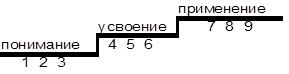 применение
7 8 9
усвоение
4 5 6
понимание
1 2 3